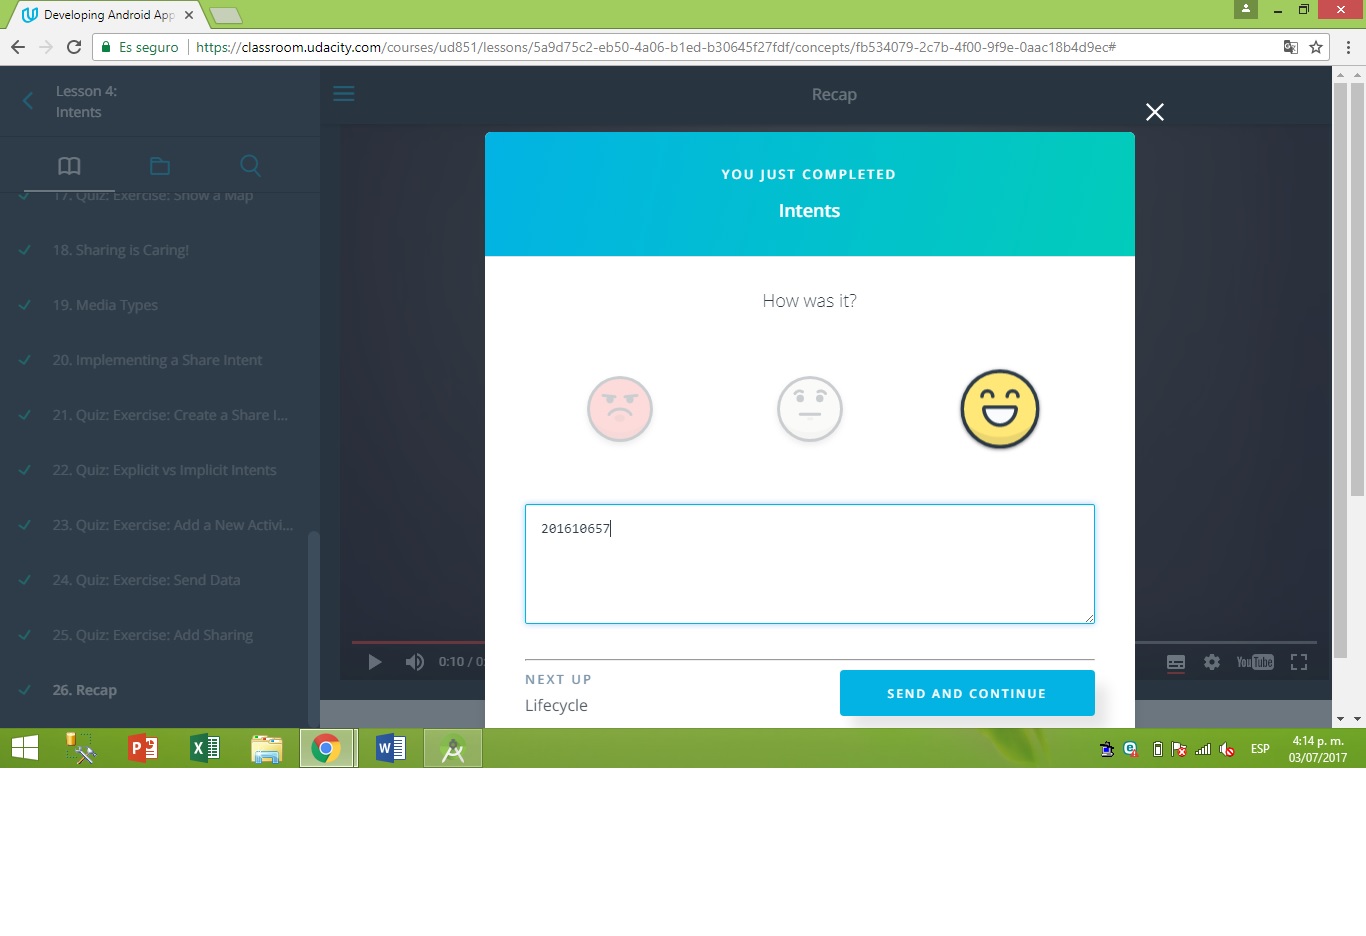 Developing Android App
Es seguro
https://classroom.udacity.com/courses/ud851/lessons/5a9d75c2-eb50-4a06-b1ed-b30645f27fdf/concepts/fb534079-2c7b-4f00-9f9e-0aac18b4d9ec#
Lesson 4:
Intents
17. Quiz: Exercise: Show a Map
18. Sharing is Caring!
19. Media Types
20. Implementing a Share Intent
21. Quiz: Exercise: Create a Share I...
22. Quiz: Explicit vs Implicit Intents
23. Quiz: Exercise: Add a New Activi...
24. Quiz: Exercise: Send Data
25. Quiz: Exercise: Add Sharing
26. Recap
Recap
YOU JUST COMPLETED
Intents
How was it?
201610657
NEXT UP
Lifecycle
SEND AND CONTINUE
0:10 / 0:
YouTube
ESP
4:14 p. m.
03/07/2017